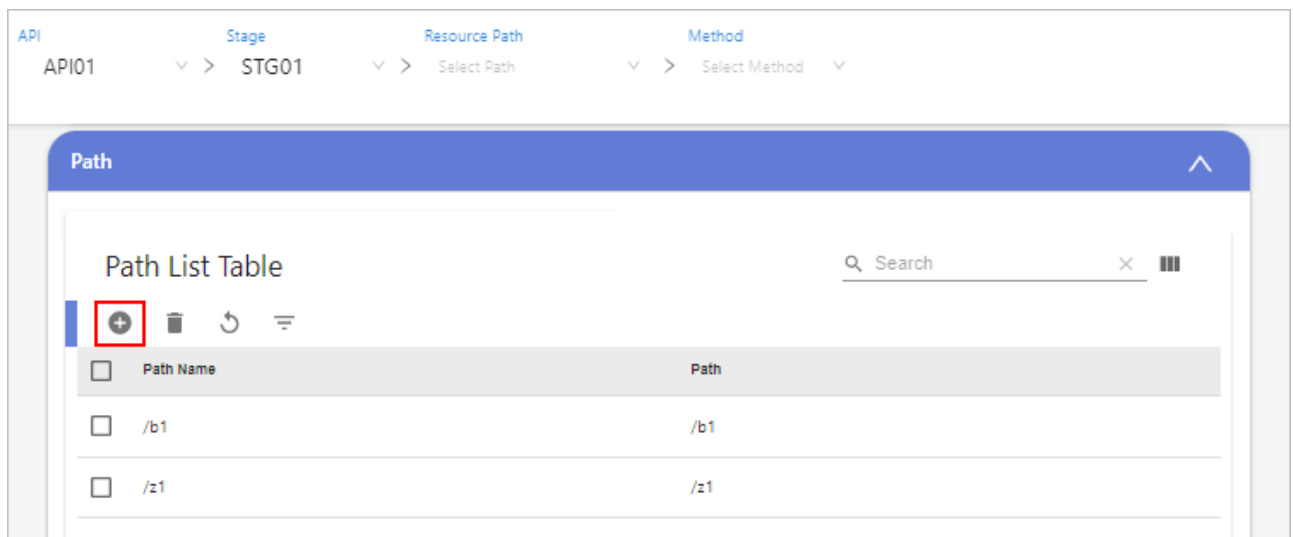 API Stage Resource Path Method
API01 > STG01 > Select Path > Select Method
Path
Path List Table Search
Path Name Path
/b1 /b1
/z1 /z1